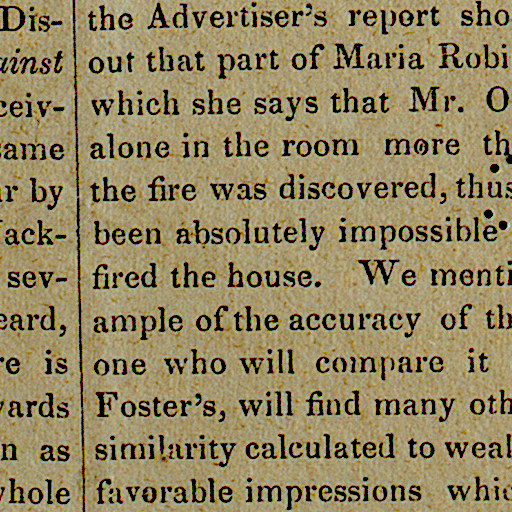 Dis-
ainst
ceiv-
same
ar by
Jack-
sev-
eard,
re is
wards
n as
whole
the Advertiser's report sho
out that part of Maria Robi
which she says that Mr. O
alone in the room more th
the fire was discovered, thus
been absolutely impossible
fired the house. We menti
ample of the accuracy of th
one who will compare it
Foster's, will find many oth
similarity calculated to weak
favorable impressions whic